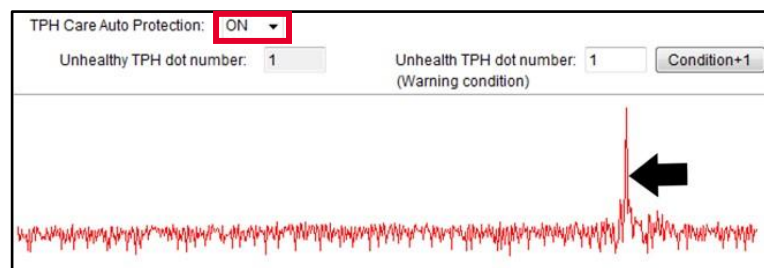 TPH Care Auto Protection: ON
Unhealthy TPH dot number: 1 Unhealth TPH dot number: 1 Condition+1
(Warning condition)